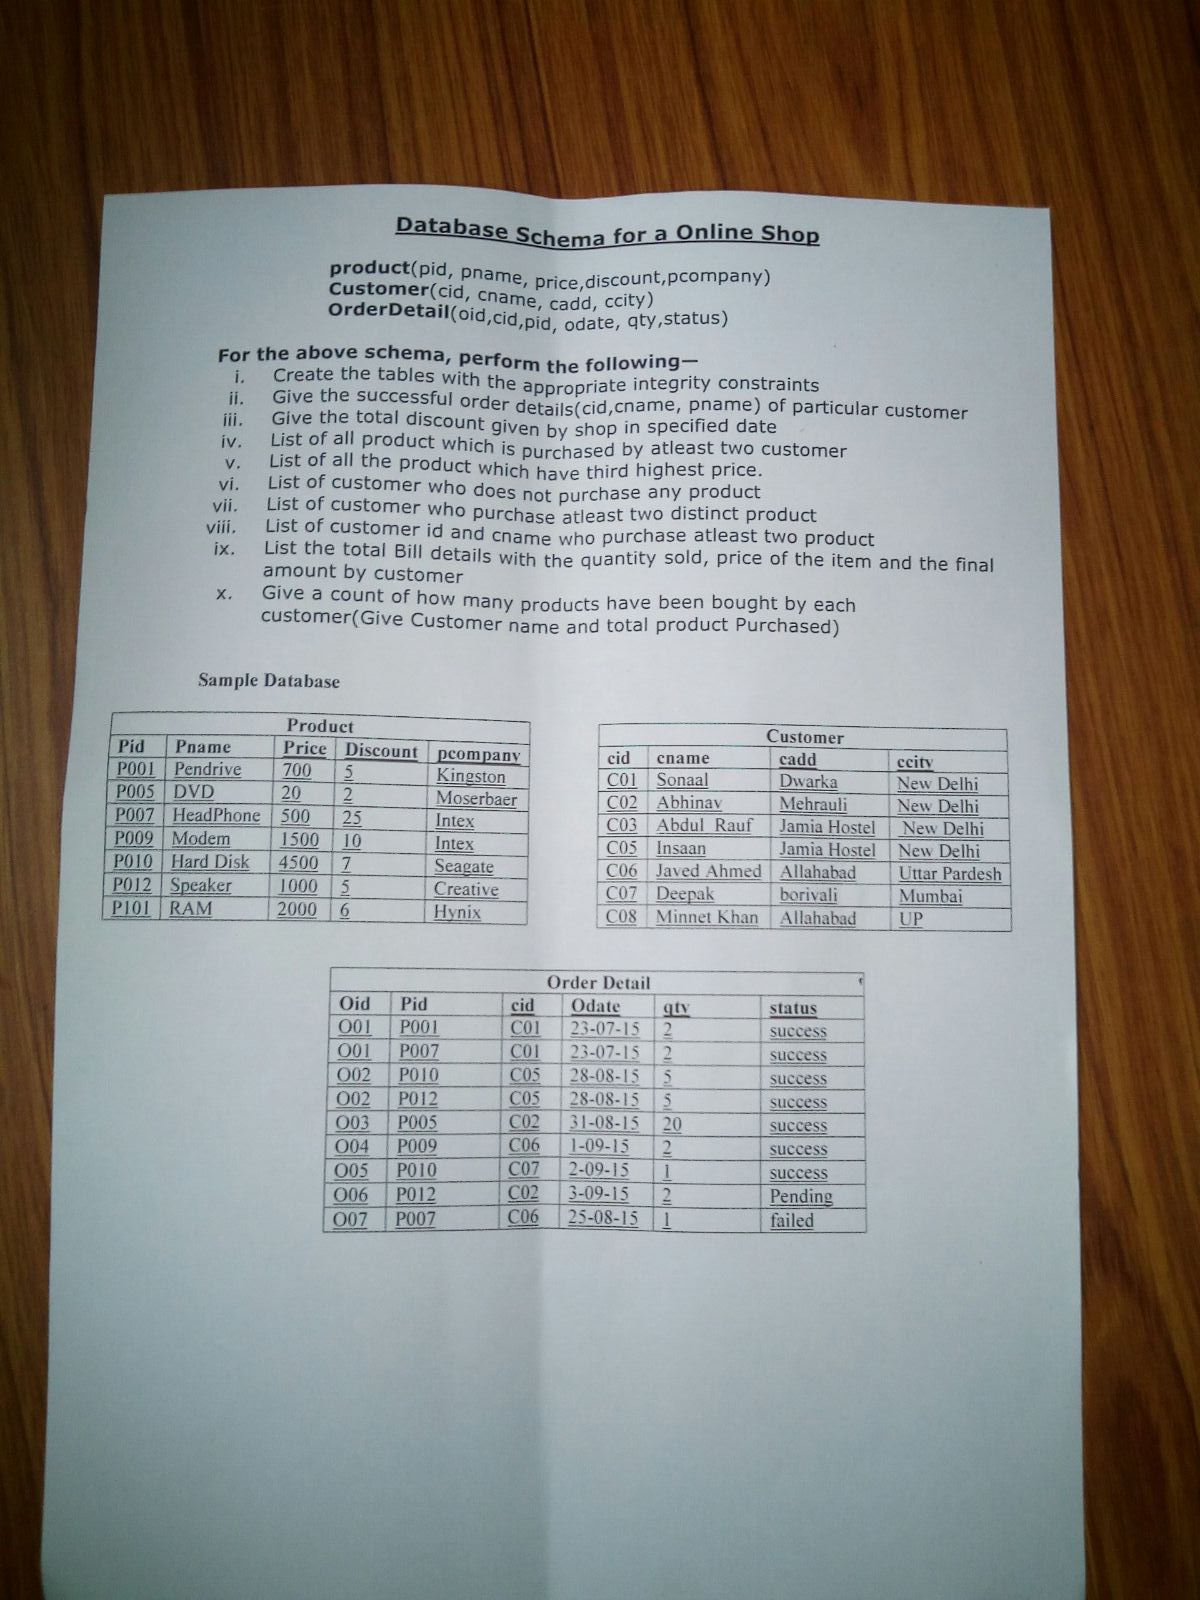 Database Schema for a Online Shop
product(pid, pname, price,discount,pcompany)
Customer(cid, cname, cadd, ccity)
OrderDetail(oid,cid,pid, odate, qty,status)
For the above schema, perform the following—
i. Create the tables with the appropriate integrity constraints
ii. Give the successful order details(cid,cname, pname) of particular customer
iii. Give the total discount given by shop in specified date
iv. List of all product which is purchased by atleast two customer
v. List of all the product which have third highest price.
vi. List of customer who does not purchase any product
vii. List of customer who purchase atleast two distinct product
viii. List of customer id and cname who purchase atleast two product
ix. List the total Bill details with the quantity sold, price of the item and the final
amount by customer
x. Give a count of how many products have been bought by each
customer(Give Customer name and total product Purchased)
Sample Database
Product
Pid Pname Price Discount pcompany
P001 Pendrive 700 5 Kingston
P005 DVD 20 2 Moserbaer
P007 HeadPhone 500 25 Intex
P009 Modem 1500 10 Intex
P010 Hard Disk 4500 7 Seagate
P012 Speaker 1000 5 Creative
P101 RAM 2000 6 Hynix
Customer
cid cname cadd ccity
C01 Sonaal Dwarka New Delhi
C02 Abhinav Mehrauli New Delhi
C03 Abdul Rauf Jamia Hostel New Delhi
C05 Insaan Jamia Hostel New Delhi
C06 Javed Ahmed Allahabad Uttar Pardesh
C07 Deepak borivali Mumbai
C08 Minnet Khan Allahabad UP
Order Detail
Oid Pid cid Odate qty status
O01 P001 C01 23-07-15 2 success
O01 P007 C01 23-07-15 2 success
O02 P010 C05 28-08-15 5 success
O02 P012 C05 28-08-15 5 success
O03 P005 C02 31-08-15 20 success
O04 P009 C06 1-09-15 2 success
O05 P010 C07 2-09-15 1 success
O06 P012 C02 3-09-15 2 Pending
O07 P007 C06 25-08-15 1 failed